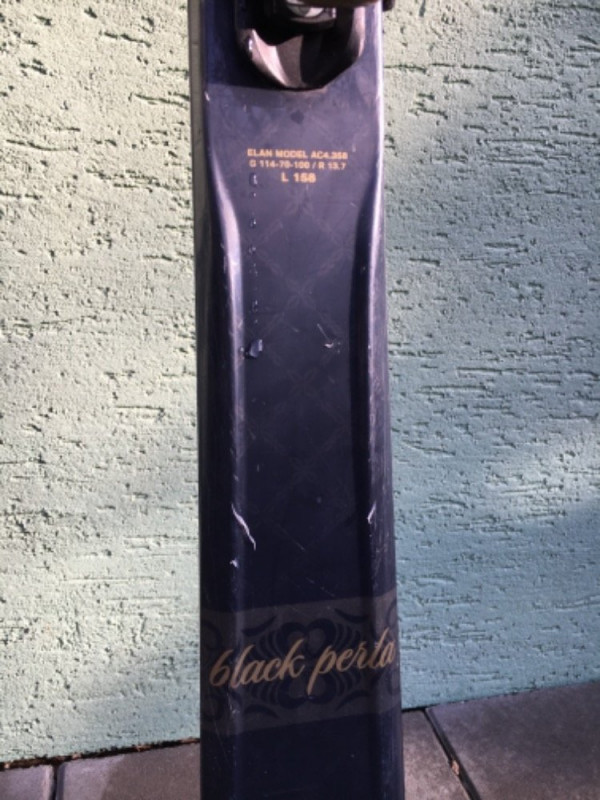 ELAN MODEL AC4.358
G 114-70-100 / R 13.7
L 158
black perla